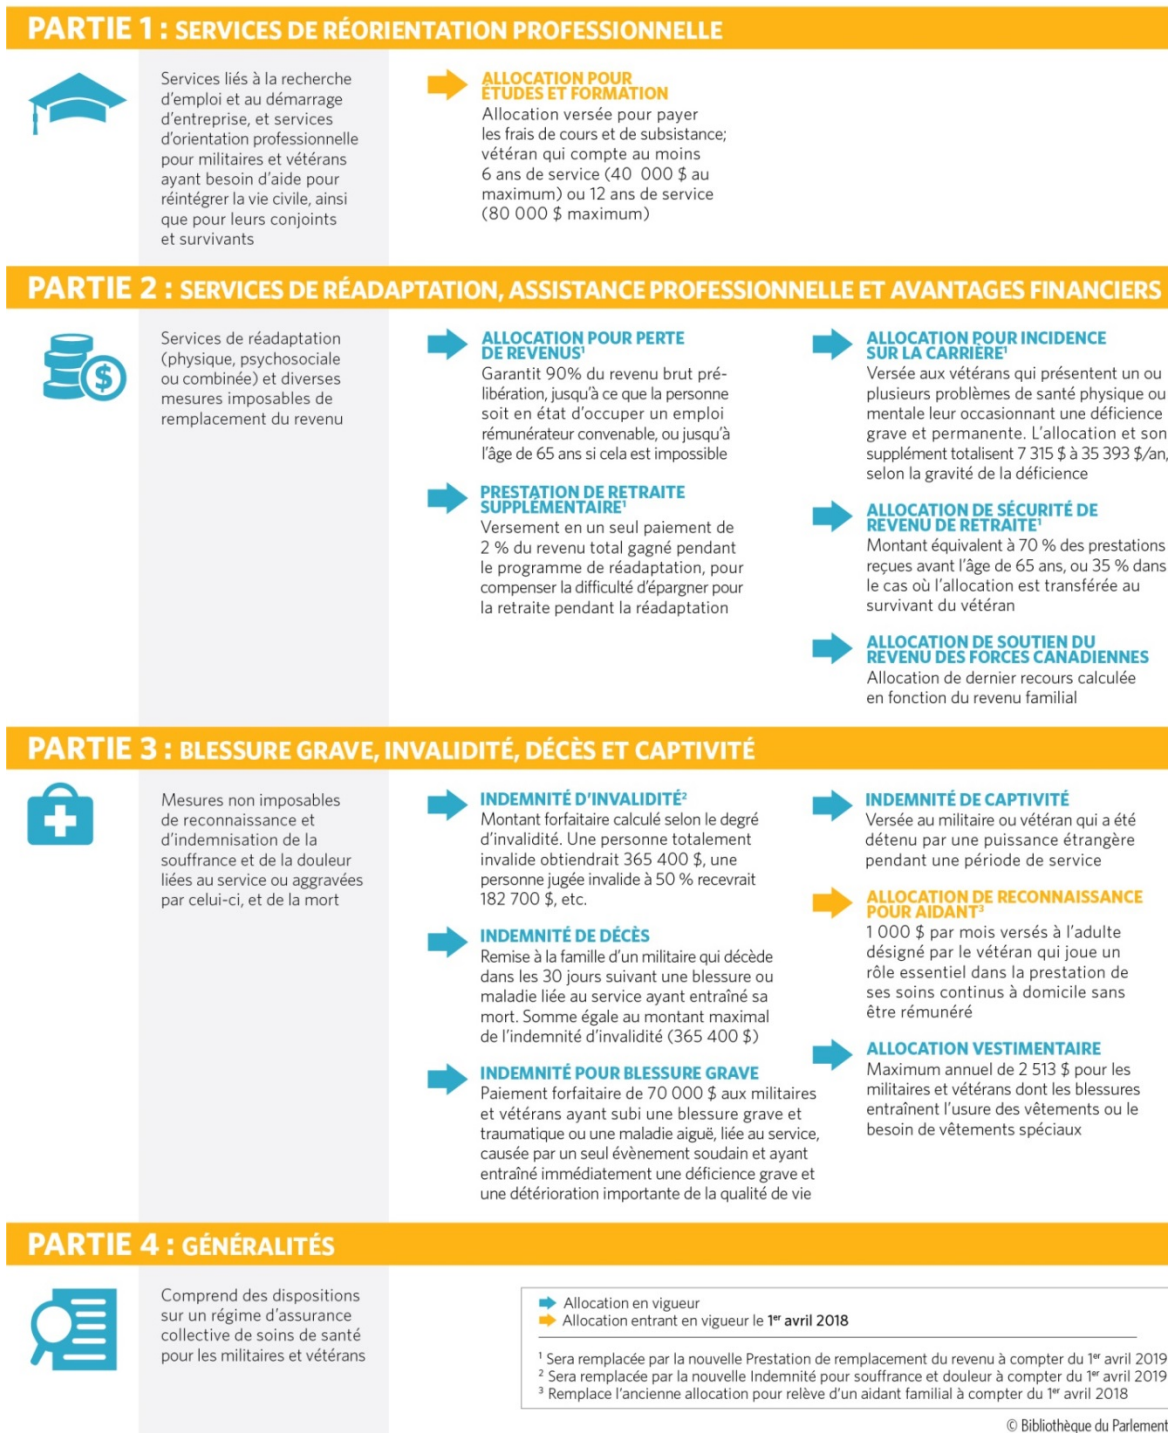 PARTIE 1 : SERVICES DE RÉORIENTATION PROFESSIONNELLE
Services liés à la recherche
d'emploi et au démarrage
d'entreprise, et services
d'orientation professionnelle
pour militaires et vétérans
ayant besoin d'aide pour
réintégrer la vie civile, ainsi
que pour leurs conjoints
et survivants
ALLOCATION POUR
ÉTUDES ET FORMATION
Allocation versée pour payer
les frais de cours et de subsistance;
vétéran qui compte au moins
6 ans de service (40 000 $ au
maximum) ou 12 ans de service
(80 000 $ maximum)
PARTIE 2 : SERVICES DE RÉADAPTATION, ASSISTANCE PROFESSIONNELLE ET AVANTAGES FINANCIERS
Services de réadaptation
(physique, psychosociale
ou combinée) et diverses
mesures imposables de
remplacement du revenu
ALLOCATION POUR PERTE
DE REVENUS¹
Garantit 90% du revenu brut pré-
libération, jusqu'à ce que la personne
soit en état d'occuper un emploi
rémunérateur convenable, ou jusqu'à
l'âge de 65 ans si cela est impossible
PRESTATION DE RETRAITE
SUPPLÉMENTAIRE¹
Versement en un seul paiement de
2 % du revenu total gagné pendant
le programme de réadaptation, pour
compenser la difficulté d'épargner pour
la retraite pendant la réadaptation
ALLOCATION POUR INCIDENCE
SUR LA CARRIÈRE¹
Versée aux vétérans qui présentent un ou
plusieurs problèmes de santé physique ou
mentale leur occasionnant une déficience
grave et permanente. L'allocation et son
supplément totalisent 7 315 $ à 35 393 $/an,
selon la gravité de la déficience
ALLOCATION DE SÉCURITÉ DE
REVENU DE RETRAITE¹
Montant équivalent à 70 % des prestations
reçues avant l'âge de 65 ans, ou 35 % dans
le cas où l'allocation est transférée au
survivant du vétéran
ALLOCATION DE SOUTIEN DU
REVENU DES FORCES CANADIENNES
Allocation de dernier recours calculée
en fonction du revenu familial
PARTIE 3 : BLESSURE GRAVE, INVALIDITÉ, DÉCÈS ET CAPTIVITÉ
Mesures non imposables
de reconnaissance et
d'indemnisation de la
souffrance et de la douleur
liées au service ou aggravées
par celui-ci, et de la mort
INDEMNITÉ D'INVALIDITÉ²
Montant forfaitaire calculé selon le degré
d'invalidité. Une personne totalement
invalide obtiendrait 365 400 $, une
personne jugée invalide à 50 % recevrait
182 700 $, etc.
INDEMNITÉ DE DÉCÈS
Remise à la famille d'un militaire qui décède
dans les 30 jours suivant une blessure ou
maladie liée au service ayant entraîné sa
mort. Somme égale au montant maximal
de l'indemnité d'invalidité (365 400 $)
INDEMNITÉ POUR BLESSURE GRAVE
Paiement forfaitaire de 70 000 $ aux militaires
et vétérans ayant subi une blessure grave et
traumatique ou une maladie aiguë, liée au service,
causée par un seul évènement soudain et ayant
entraîné immédiatement une déficience grave et
une détérioration importante de la qualité de vie
INDEMNITÉ DE CAPTIVITÉ
Versée au militaire ou vétéran qui a été
détenu par une puissance étrangère
pendant une période de service
ALLOCATION DE RECONNAISSANCE
POUR AIDANT³
1 000 $ par mois versés à l'adulte
désigné par le vétéran qui joue un
rôle essentiel dans la prestation de
ses soins continus à domicile sans
être rémunéré
ALLOCATION VESTIMENTAIRE
Maximum annuel de 2 513 $ pour les
militaires et vétérans dont les blessures
entraînent l'usure des vêtements ou le
besoin de vêtements spéciaux
PARTIE 4 : GÉNÉRALITÉS
Comprend des dispositions
sur un régime d'assurance
collective de soins de santé
pour les militaires et vétérans
Allocation en vigueur
Allocation entrant en vigueur le 1er avril 2018
¹ Sera remplacée par la nouvelle Prestation de remplacement du revenu à compter du 1er avril 2019
² Sera remplacée par la nouvelle Indemnité pour souffrance et douleur à compter du 1er avril 2019
³ Remplace l'ancienne allocation pour relève d'un aidant familial à compter du 1er avril 2018
© Bibliothèque du Parlement